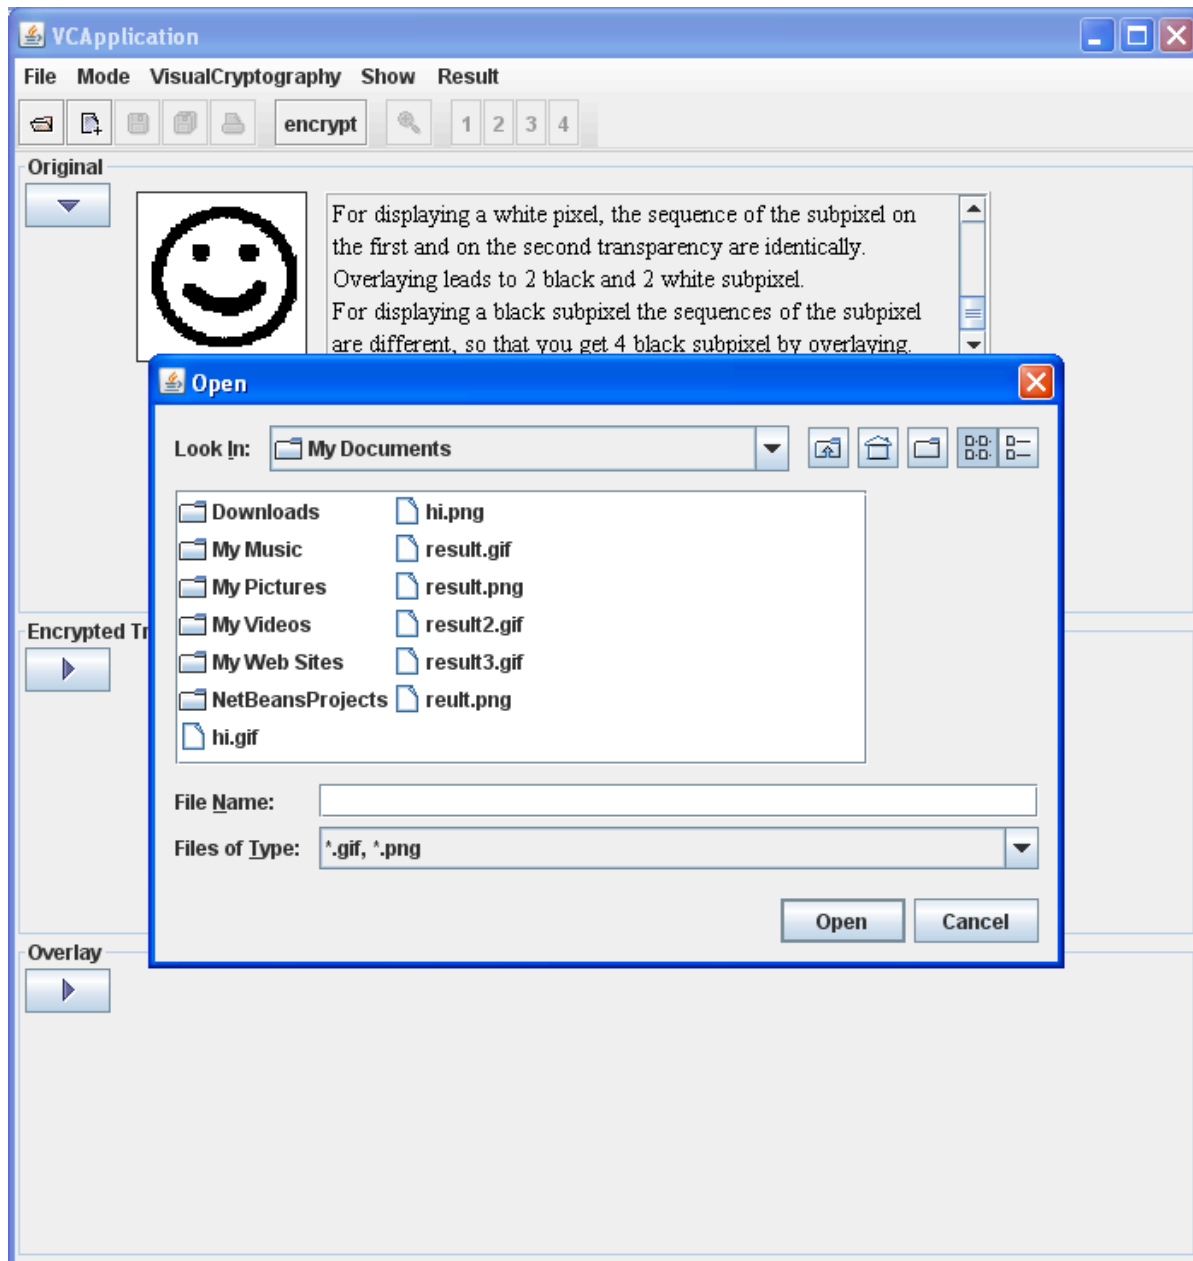 VCApplication
File Mode VisualCryptography Show Result
encrypt 1 2 3 4
Original
For displaying a white pixel, the sequence of the subpixel on
the first and on the second transparency are identically.
Overlaying leads to 2 black and 2 white subpixel.
For displaying a black subpixel the sequences of the subpixel
are different, so that you get 4 black subpixel by overlaying.
Open
Look In: My Documents
Downloads
My Music
My Pictures
My Videos
My Web Sites
NetBeansProjects
hi.gif
hi.png
result.gif
result.png
result2.gif
result3.gif
reult.png
File Name:
Files of Type: *.gif, *.png
Open Cancel
Encrypted Tr
Overlay